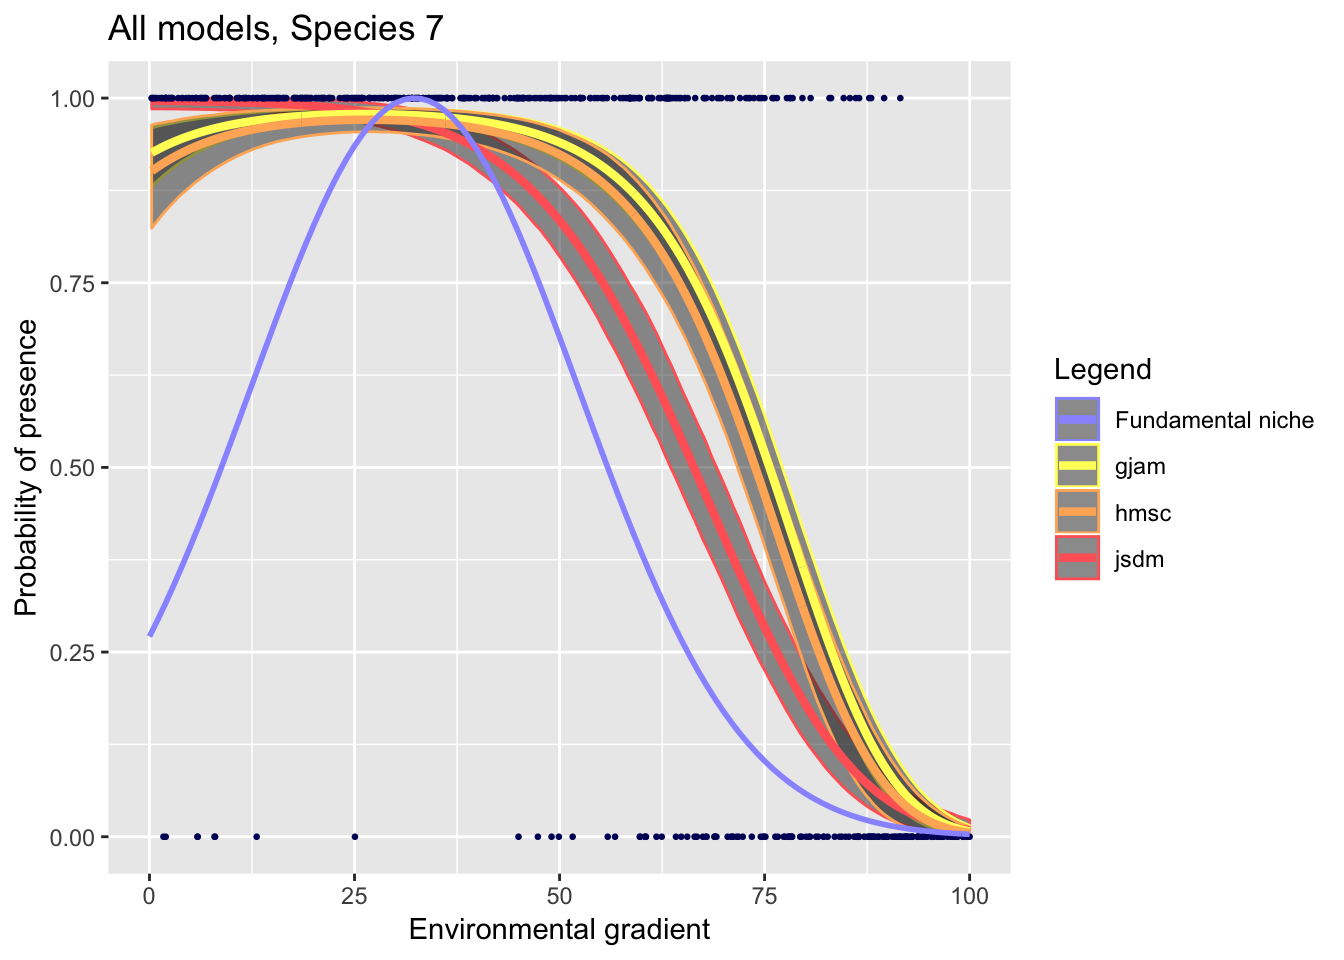 All models, Species 7
1.00
0.75
0.50
0.25
0.00
Probability of presence
0
25
50
75
100
Environmental gradient
Legend
Fundamental niche
gjam
hmsc
jsdm